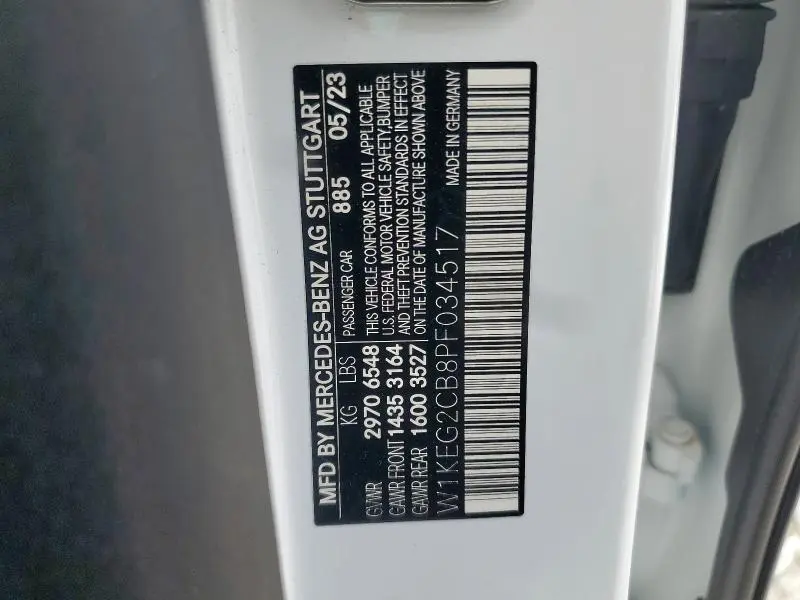 MFD BY MERCEDES-BENZ AG STUTTGART
KG LBS PASSENGER CAR 885 05/23
GVWR 2970 6548
GAWR FRONT 1435 3164
GAWR REAR 1600 3527
THIS VEHICLE CONFORMS TO ALL APPLICABLE
U.S. FEDERAL MOTOR VEHICLE SAFETY,BUMPER
AND THEFT PREVENTION STANDARDS IN EFFECT
ON THE DATE OF MANUFACTURE SHOWN ABOVE
W1KEG2CB8PF034517 MADE IN GERMANY